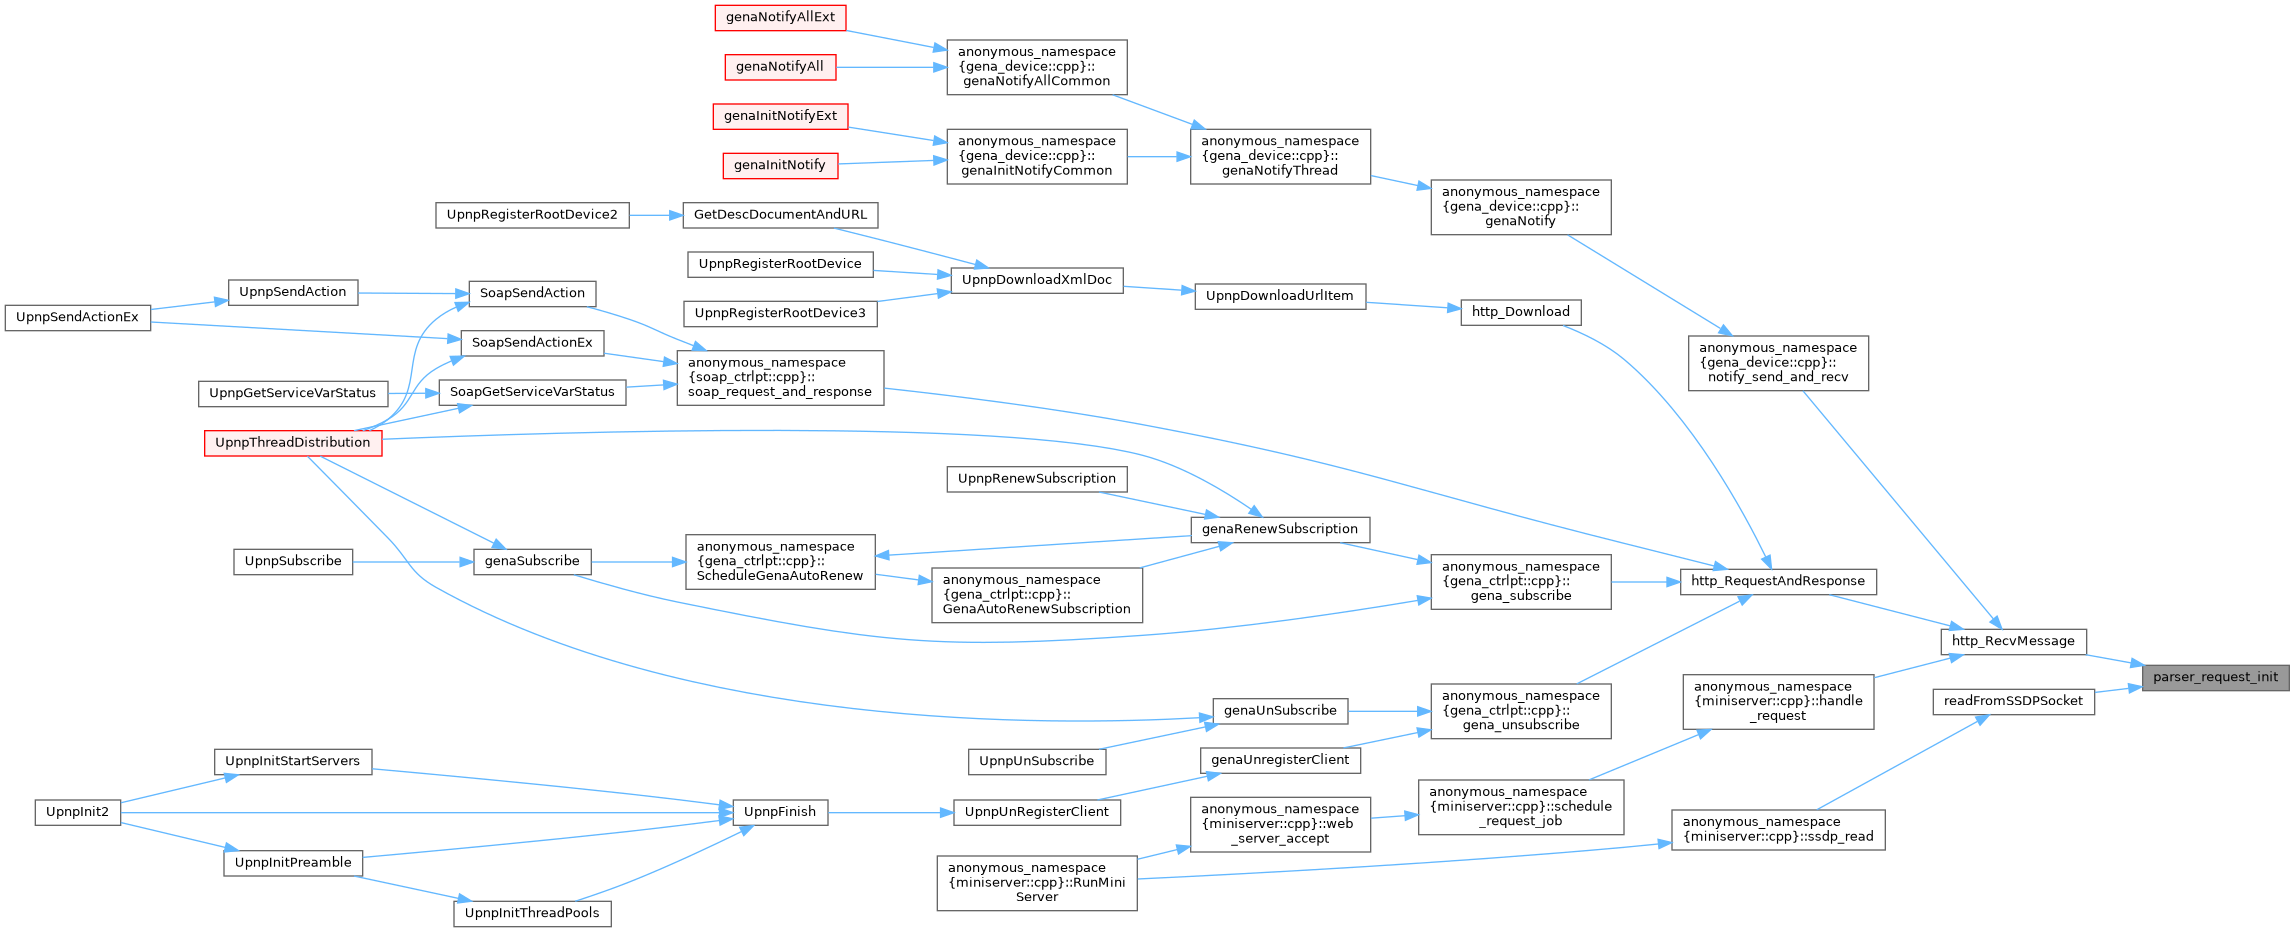 genaNotifyAllExt
anonymous_namespace
{gena_device::cpp}::
genaNotifyAllCommon
genaNotifyAll
genaInitNotifyExt
anonymous_namespace
{gena_device::cpp}::
genaInitNotifyCommon
genaInitNotify
anonymous_namespace
{gena_device::cpp}::
genaNotifyThread
anonymous_namespace
{gena_device::cpp}::
genaNotify
UpnpRegisterRootDevice2
GetDescDocumentAndURL
UpnpRegisterRootDevice
UpnpDownloadXmlDoc
UpnpRegisterRootDevice3
UpnpDownloadUrlItem
http_Download
UpnpSendAction
SoapSendAction
UpnpSendActionEx
SoapSendActionEx
anonymous_namespace
{gena_device::cpp}::
notify_send_and_recv
anonymous_namespace
{soap_ctrlpt::cpp}::
soap_request_and_response
UpnpGetServiceVarStatus
SoapGetServiceVarStatus
UpnpThreadDistribution
UpnpRenewSubscription
genaRenewSubscription
anonymous_namespace
{gena_ctrlpt::cpp}::
ScheduleGenaAutoRenew
UpnpSubscribe
genaSubscribe
anonymous_namespace
{gena_ctrlpt::cpp}::
GenaAutoRenewSubscription
anonymous_namespace
{gena_ctrlpt::cpp}::
gena_subscribe
http_RequestAndResponse
http_RecvMessage
parser_request_init
anonymous_namespace
{miniserver::cpp}::handle
_request
readFromSSDPSocket
genaUnSubscribe
anonymous_namespace
{gena_ctrlpt::cpp}::
gena_unsubscribe
UpnpUnSubscribe
genaUnregisterClient
UpnpInitStartServers
UpnpInit2
UpnpFinish
UpnpUnRegisterClient
anonymous_namespace
{miniserver::cpp}::web
_server_accept
anonymous_namespace
{miniserver::cpp}::schedule
_request_job
anonymous_namespace
{miniserver::cpp}::ssdp_read
UpnpInitPreamble
anonymous_namespace
{miniserver::cpp}::RunMini
Server
UpnpInitThreadPools